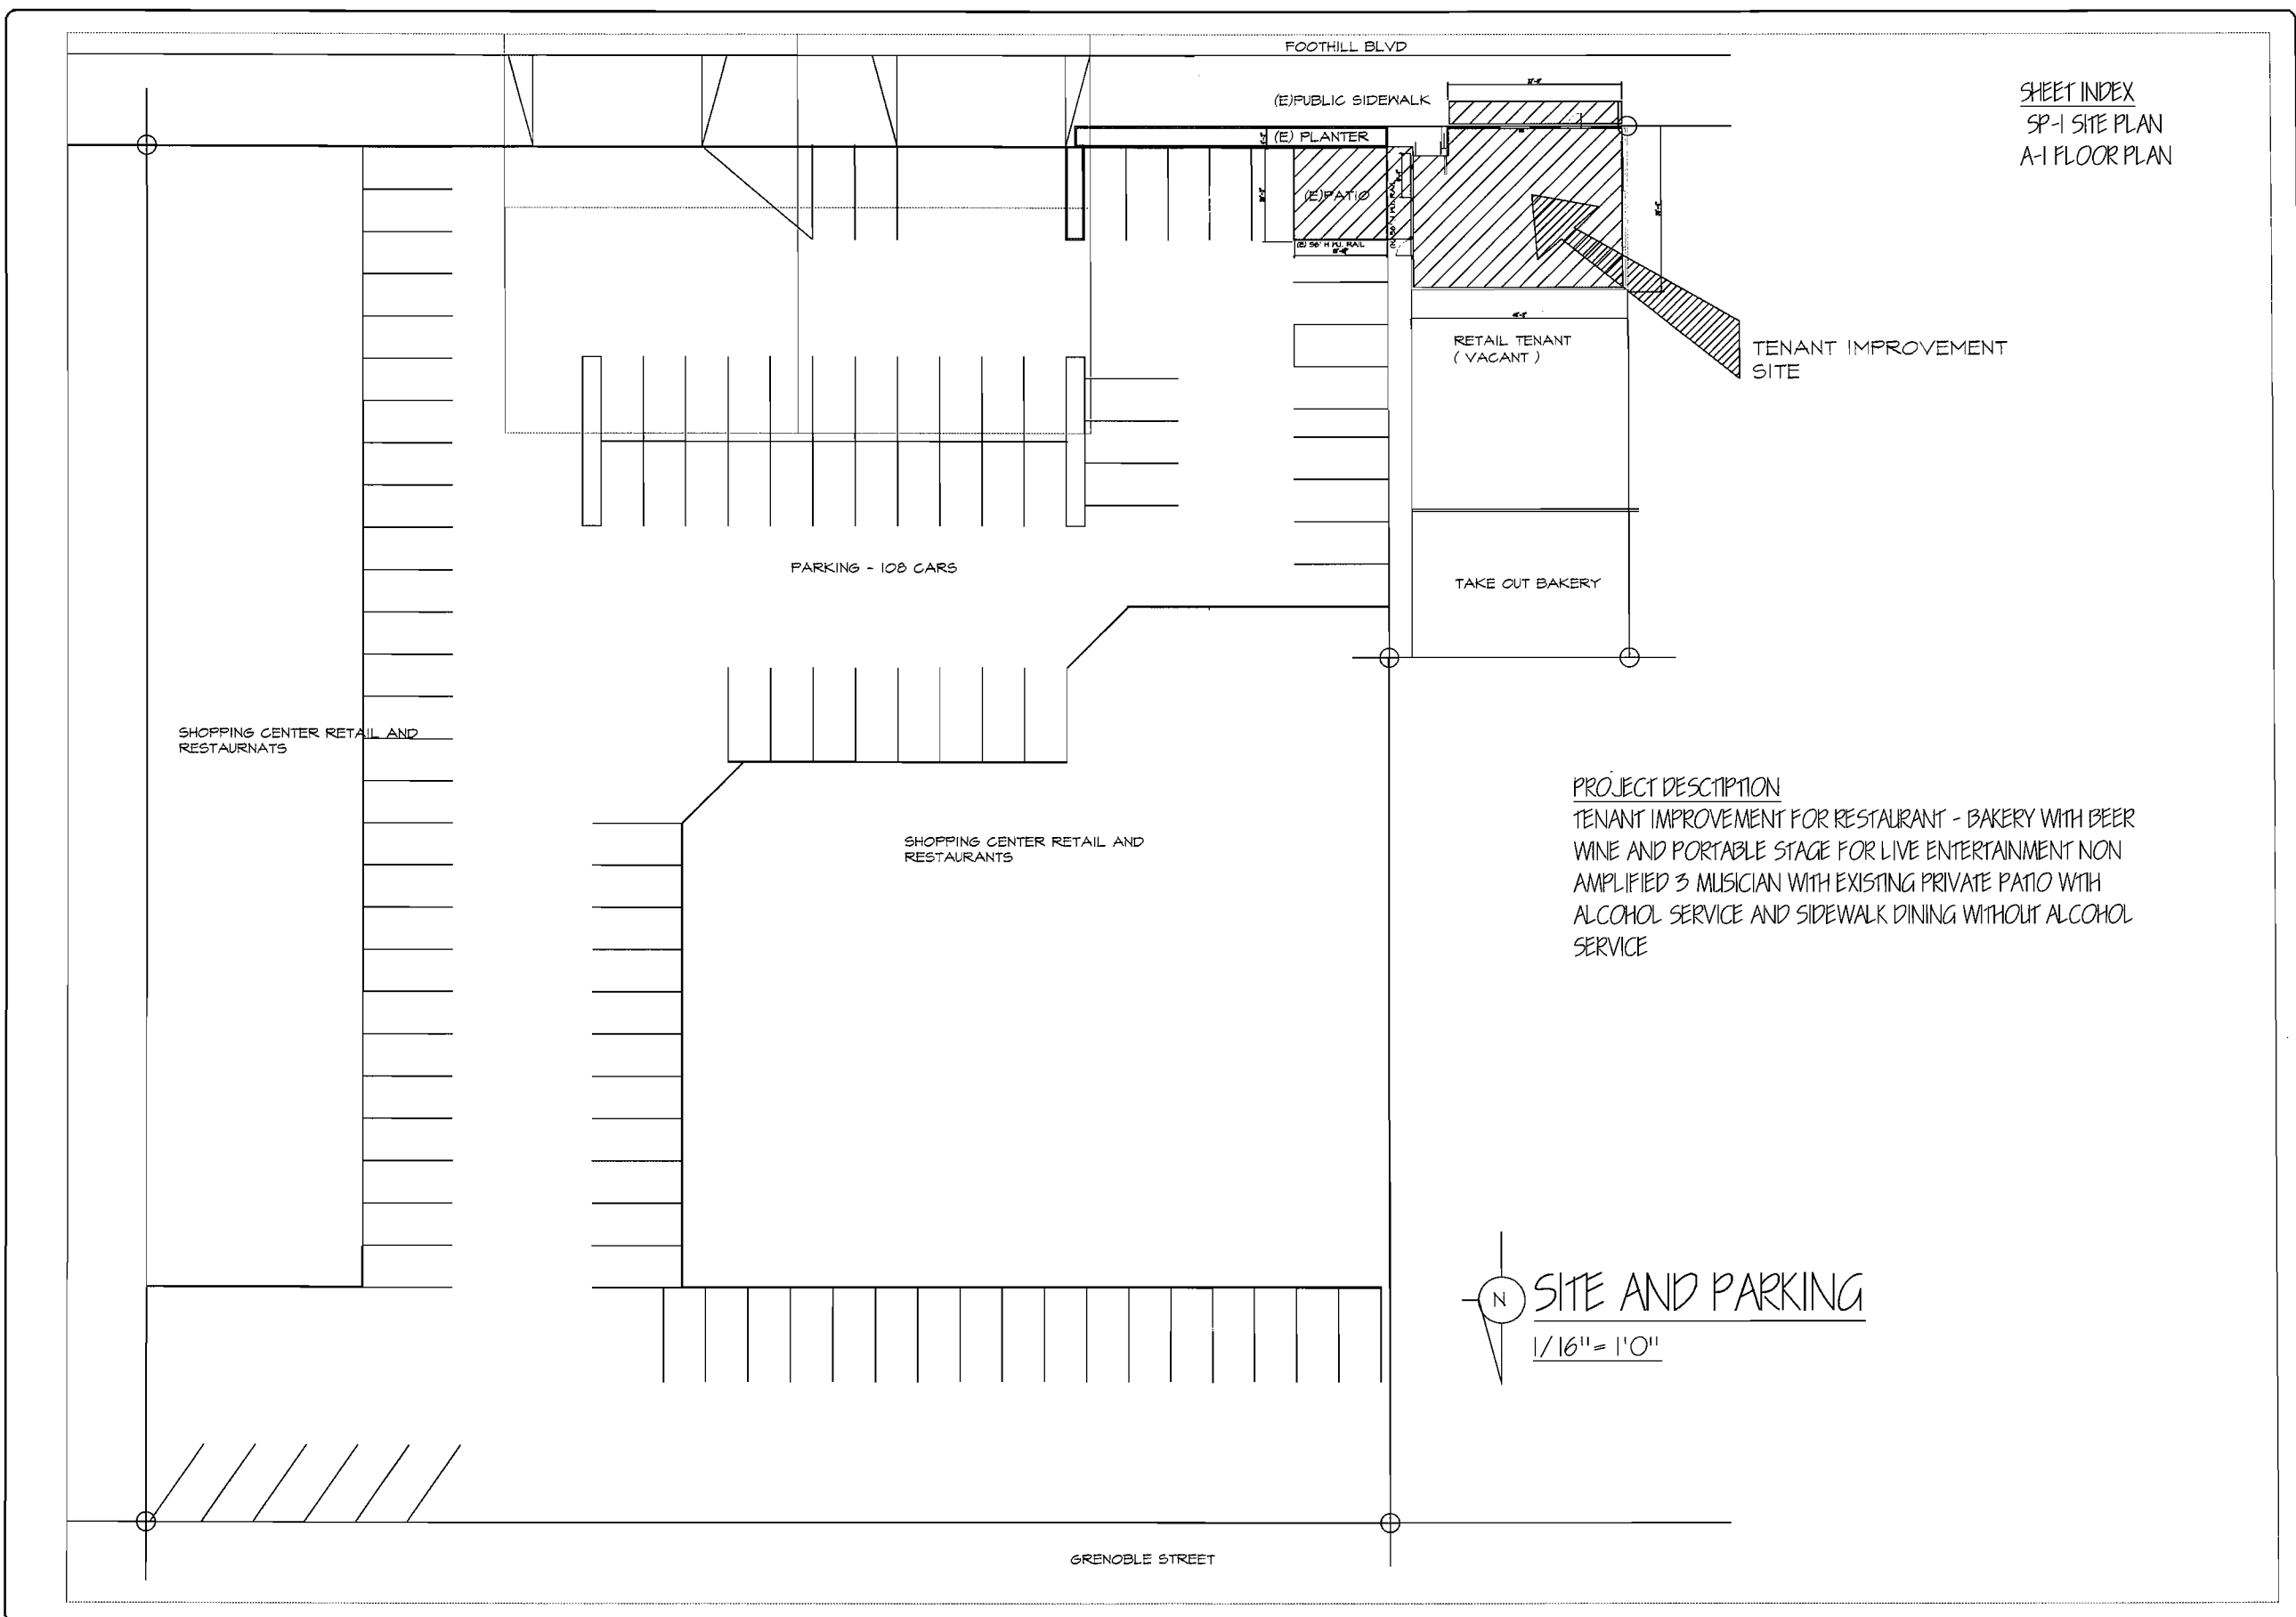 FOOTHILL BLVD
(E)PUBLIC SIDEWALK
(E) PLANTER
(E)PATIO
SHEET INDEX
SP-1 SITE PLAN
A-1 FLOOR PLAN
RETAIL TENANT
( VACANT )
TENANT IMPROVEMENT
SITE
PARKING - 108 CARS
TAKE OUT BAKERY
SHOPPING CENTER RETAIL AND
RESTAURNATS
SHOPPING CENTER RETAIL AND
RESTAURANTS
PROJECT DESCTIPTION
TENANT IMPROVEMENT FOR RESTAURANT - BAKERY WITH BEER
WINE AND PORTABLE STAGE FOR LIVE ENTERTAINMENT NON
AMPLIFIED 3 MUSICIAN WITH EXISTING PRIVATE PATIO WTIH
ALCOHOL SERVICE AND SIDEWALK DINING WITHOUT ALCOHOL
SERVICE
N
SITE AND PARKING
1/16"= 1'0"
GRENOBLE STREET